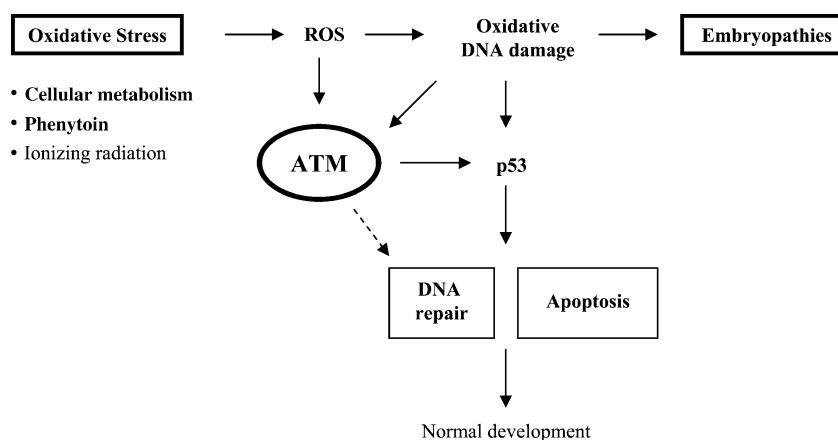 Oxidative Stress
ROS
Oxidative
DNA damage
Embryopathies
• Cellular metabolism
• Phenytoin
• Ionizing radiation
ATM
p53
DNA
repair
Apoptosis
Normal development